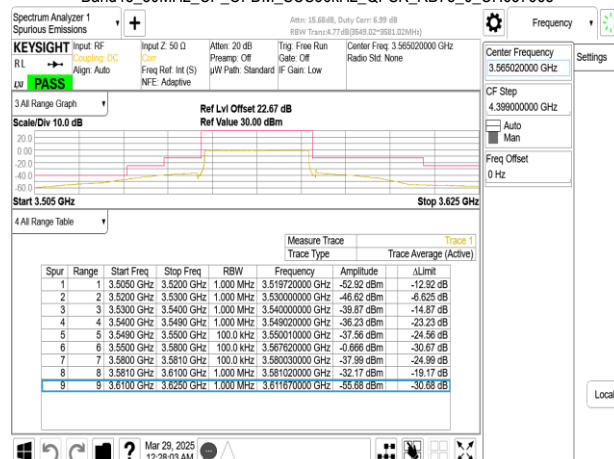 Spectrum Analyzer 1
Spurious Emissions
Attn: 15.68dB, Duty Corr: 6.99 dB
RBW Trans:4.77dB(3549.02~3581.02MHz)
Frequency
Settings
KEYSIGHT
RL
PASS
Input: RF
Coupling: DC
Align: Auto
Input Z: 50 Ω
Corr
Freq Ref: Int (S)
NFE: Adaptive
Atten: 20 dB
Preamp: Off
µW Path: Standard
Trig: Free Run
Gate: Off
IF Gain: Low
Center Freq: 3.565020000 GHz
Radio Std: None
Center Frequency
3.565020000 GHz
CF Step
4.399000000 GHz
Auto
Man
Freq Offset
0 Hz
3 All Range Graph
Scale/Div 10.0 dB
Ref Lvl Offset 22.67 dB
Ref Value 30.00 dBm
20.0
0.00
-20.0
-40.0
-60.0
Start 3.505 GHz
Stop 3.625 GHz
4 All Range Table
Measure Trace Trace 1
Trace Type Trace Average (Active)
Spur Range Start Freq Stop Freq RBW Frequency Amplitude ΔLimit
1 1 3.5050 GHz 3.5200 GHz 1.000 MHz 3.519720000 GHz -52.92 dBm -12.92 dB
2 2 3.5200 GHz 3.5300 GHz 1.000 MHz 3.530000000 GHz -46.62 dBm -6.625 dB
3 3 3.5300 GHz 3.5400 GHz 1.000 MHz 3.540000000 GHz -39.87 dBm -14.87 dB
4 4 3.5400 GHz 3.5490 GHz 1.000 MHz 3.549020000 GHz -36.23 dBm -23.23 dB
5 5 3.5490 GHz 3.5500 GHz 100.0 kHz 3.550010000 GHz -37.56 dBm -24.56 dB
6 6 3.5500 GHz 3.5800 GHz 100.0 kHz 3.567620000 GHz -0.666 dBm -30.67 dB
7 7 3.5800 GHz 3.5810 GHz 100.0 kHz 3.580030000 GHz -37.99 dBm -24.99 dB
8 8 3.5810 GHz 3.6100 GHz 1.000 MHz 3.581020000 GHz -32.17 dBm -19.17 dB
9 9 3.6100 GHz 3.6250 GHz 1.000 MHz 3.611670000 GHz -55.68 dBm -30.68 dB
Local
Mar 29, 2025
12:28:03 AM